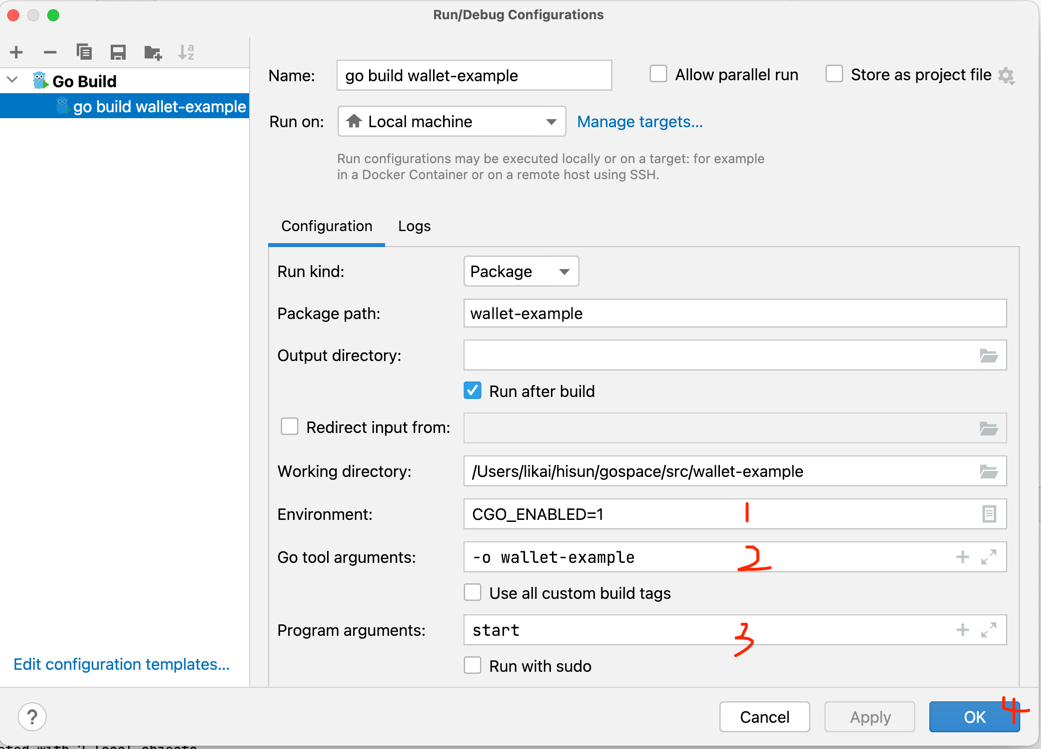 Run/Debug Configurations
Go Build
go build wallet-example
Name: go build wallet-example Allow parallel run Store as project file
Run on: Local machine Manage targets...
Run configurations may be executed locally or on a target: for example
in a Docker Container or on a remote host using SSH.
Configuration Logs
Run kind: Package
Package path: wallet-example
Output directory:
Run after build
Redirect input from:
Working directory: /Users/likai/hisun/gospace/src/wallet-example
Environment: CGO_ENABLED=1 1
Go tool arguments: -o wallet-example 2
Use all custom build tags
Program arguments: start 3
Run with sudo
Edit configuration templates...
? Cancel Apply OK 4